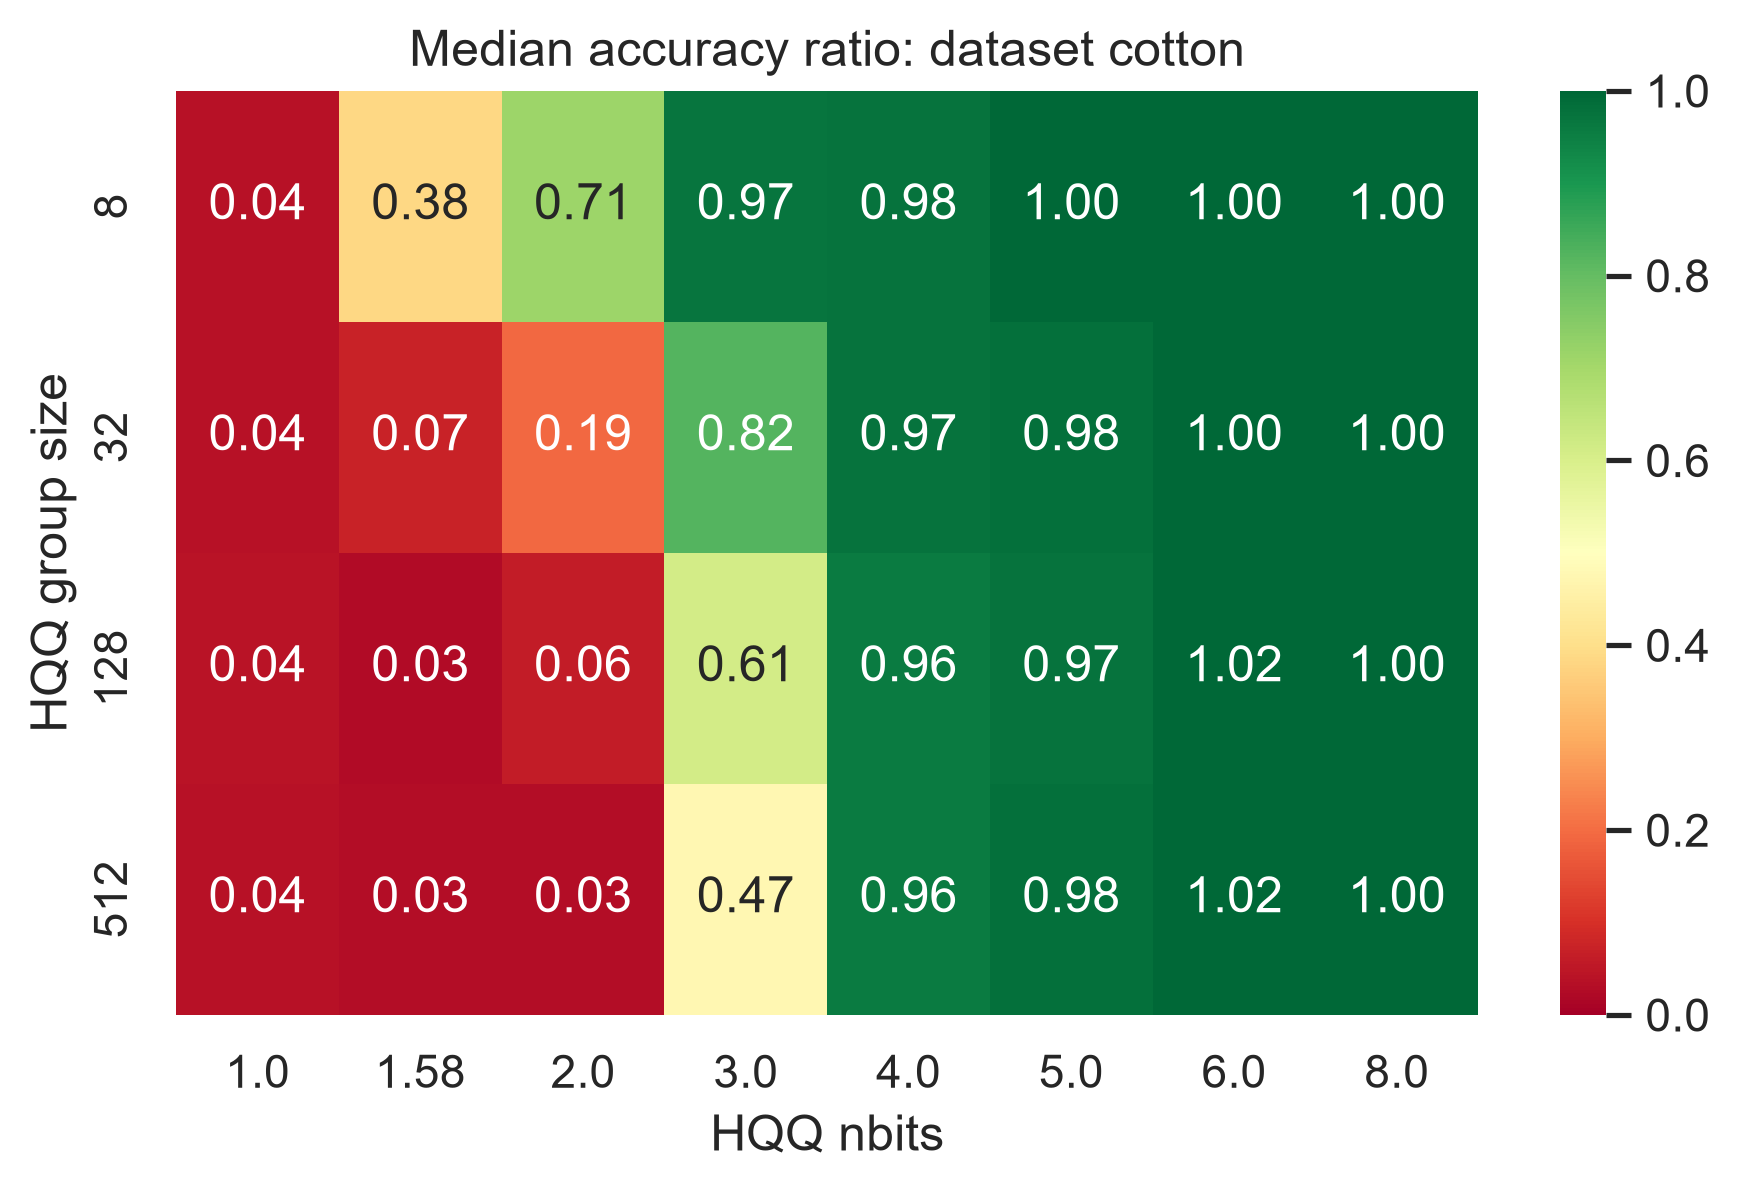 Median accuracy ratio: dataset cotton
HQQ group size
8
0.04 0.38 0.71 0.97 0.98 1.00 1.00 1.00
32
0.04 0.07 0.19 0.82 0.97 0.98 1.00 1.00
128
0.04 0.03 0.06 0.61 0.96 0.97 1.02 1.00
512
0.04 0.03 0.03 0.47 0.96 0.98 1.02 1.00
1.0 1.58 2.0 3.0 4.0 5.0 6.0 8.0
HQQ nbits
1.0
0.8
0.6
0.4
0.2
0.0